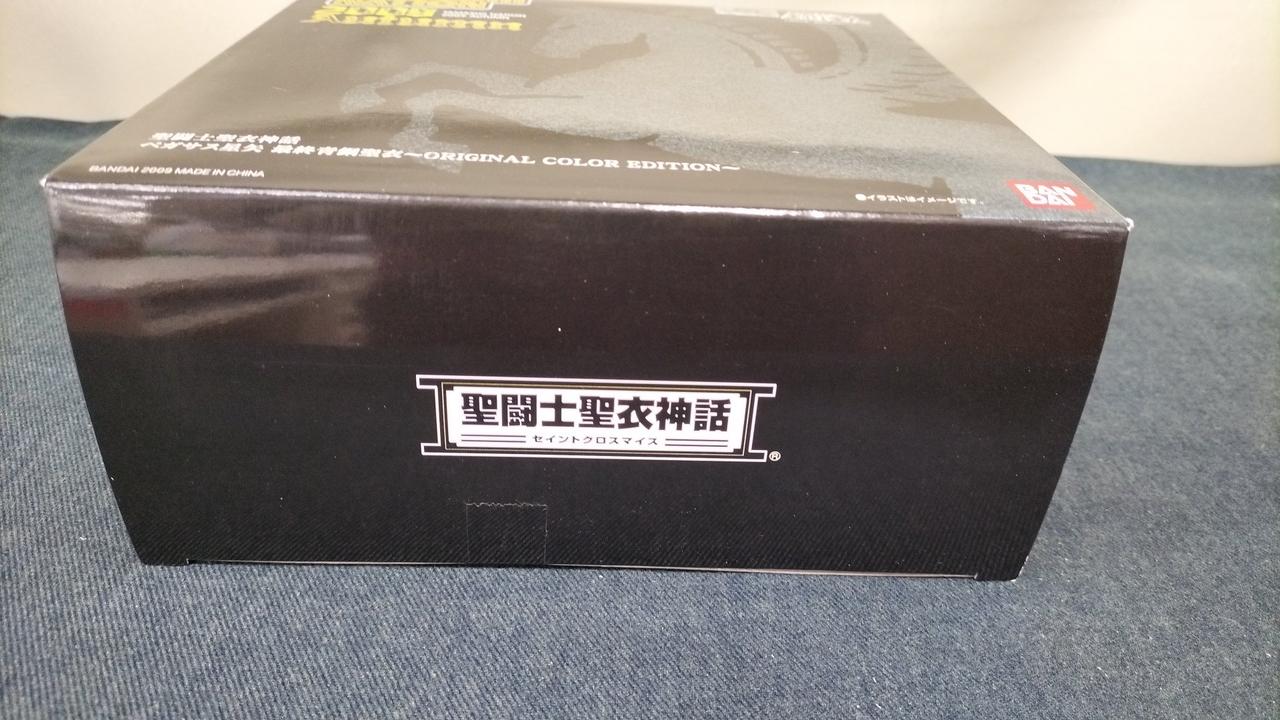 聖闘士聖衣神話
ペガサス星矢 最終青銅聖衣〜ORIGINAL COLOR EDITION〜
BANDAI 2009 MADE IN CHINA
●イラストはイメージです。
BAN
DAI
聖闘士聖衣神話
セイントクロスマイス
®